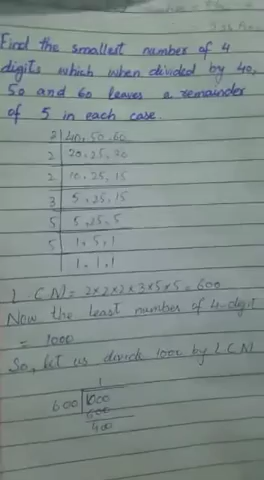 Find the smallest number of 4
digits which when divided by 40,
50 and 60 leaves a remainder
of 5 in each case.
2 | 40, 50, 60
2 | 20, 25, 30
2 | 10, 25, 15
3 | 5, 25, 15
5 | 5, 25, 5
5 | 1, 5, 1
1, 1, 1
L CM = 2×2×2×3×5×5 = 600
Now the least number of 4-digit
= 1000
So, let us divide 1000 by LCM
1
600 1000
600
400